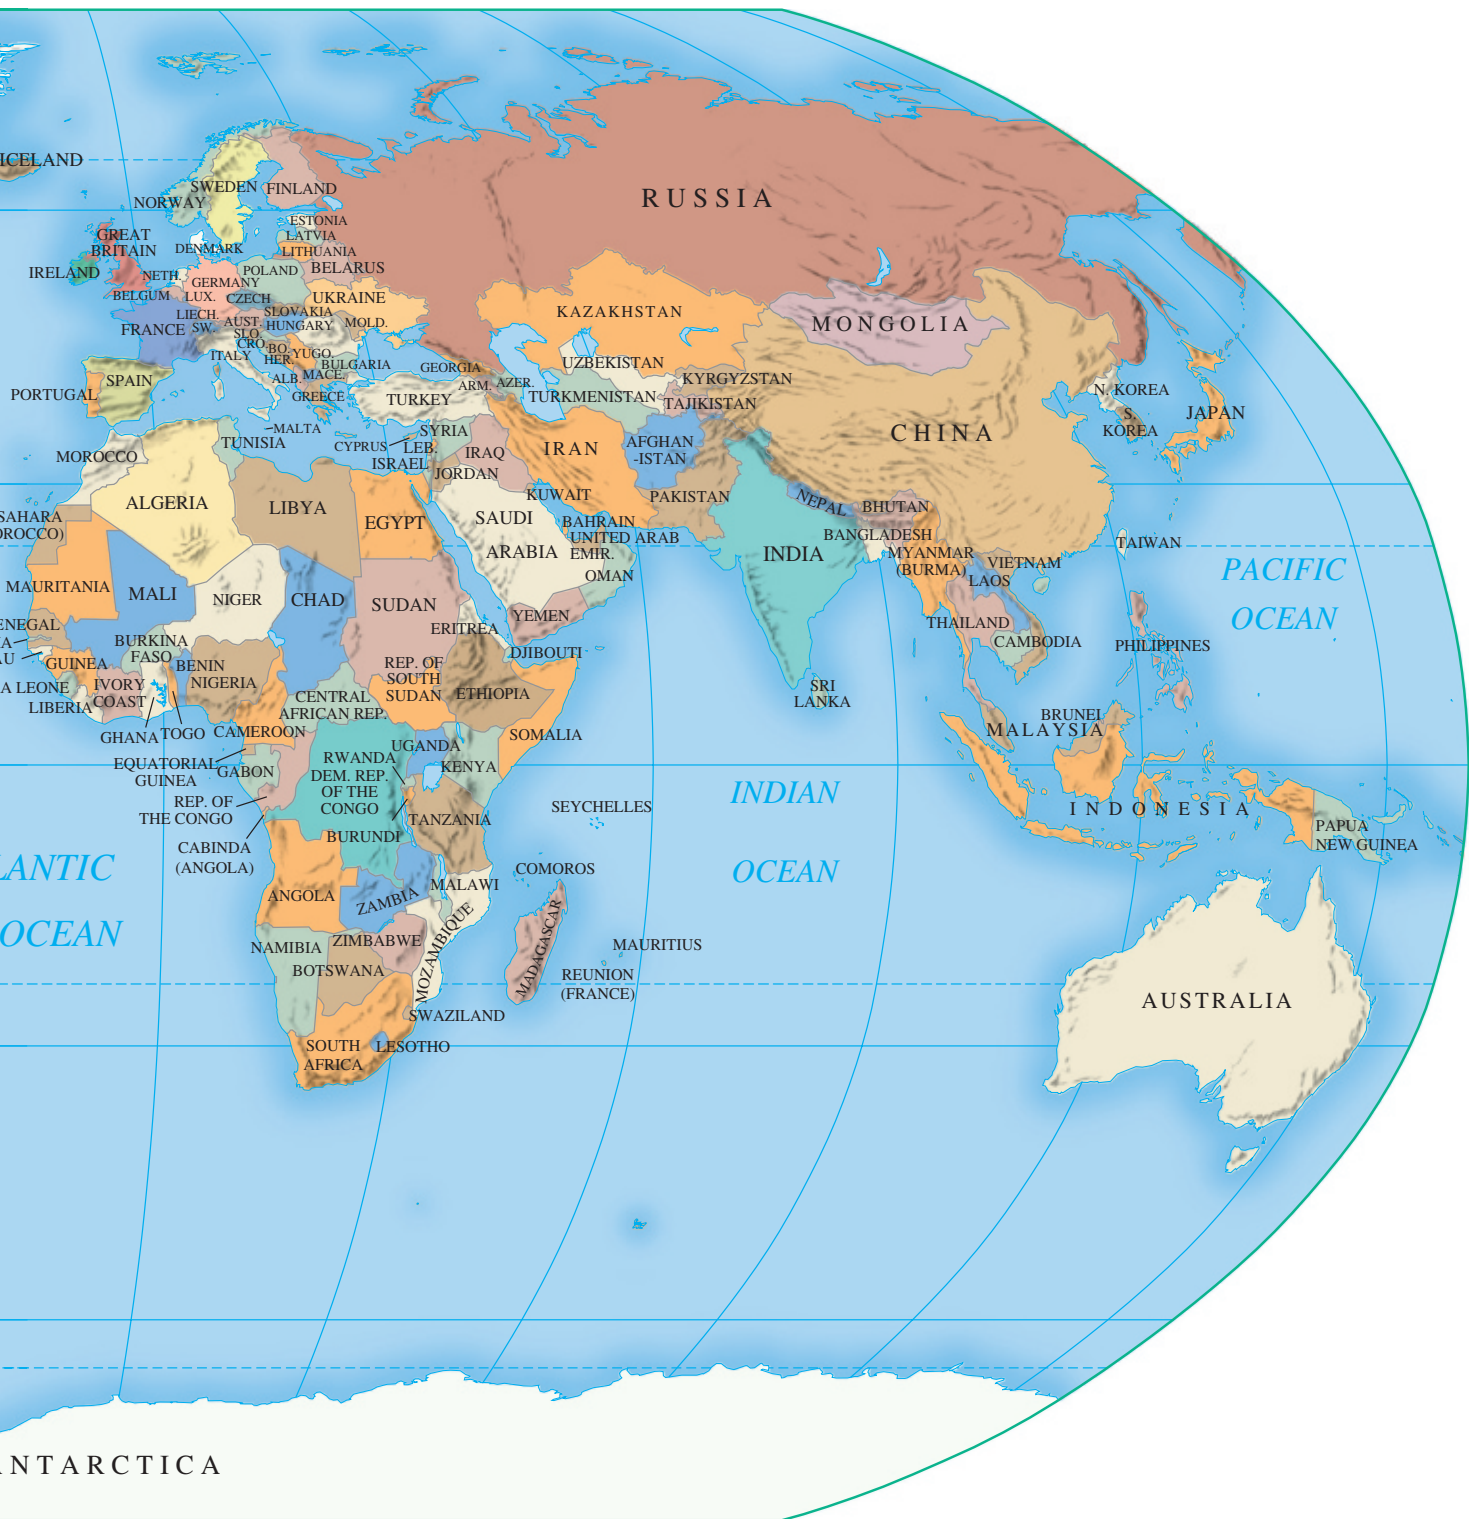 ICELAND
RUSSIA
SWEDEN
FINLAND
NORWAY
ESTONIA
LATVIA
LITHUANIA
GREAT
BRITAIN
DENMARK
IRELAND
NETH.
POLAND
BELARUS
GERMANY
BELGUM
LUX.
CZECH
UKRAINE
SLOVAKIA
LIECH.
FRANCE
SW.
AUST.
HUNGARY
MOLD.
SLO.
CRO.
ITALY
BO.
HER.
YUGO.
BULGARIA
GEORGIA
ALB.
MACE.
ARM.
AZER.
GREECE
SPAIN
PORTUGAL
TURKEY
KAZAKHSTAN
MONGOLIA
UZBEKISTAN
KYRGYZSTAN
TURKMENISTAN
TAJIKISTAN
N. KOREA
S.
KOREA
JAPAN
CHINA
MALTA
TUNISIA
CYPRUS
SYRIA
LEB.
ISRAEL
IRAQ
JORDAN
IRAN
AFGHAN
-ISTAN
MOROCCO
ALGERIA
LIBYA
EGYPT
KUWAIT
PAKISTAN
NEPAL
BHUTAN
SAUDI
ARABIA
BAHRAIN
UNITED ARAB
EMIR.
OMAN
BANGLADESH
INDIA
MYANMAR
(BURMA)
VIETNAM
LAOS
TAIWAN
PACIFIC
OCEAN
SAHARA
OROCCO)
MAURITANIA
MALI
NIGER
CHAD
SUDAN
YEMEN
ERITREA
DJIBOUTI
THAILAND
CAMBODIA
PHILIPPINES
ENEGAL
IA
AU
GUINEA
BURKINA
FASO
BENIN
NIGERIA
REP. OF
SOUTH
SUDAN
ETHIOPIA
SRI
LANKA
A LEONE
IVORY
COAST
LIBERIA
CENTRAL
AFRICAN REP.
BRUNEI
MALAYSIA
GHANA
TOGO
CAMEROON
SOMALIA
UGANDA
RWANDA
KENYA
EQUATORIAL
GUINEA
GABON
DEM. REP.
OF THE
CONGO
REP. OF
THE CONGO
BURUNDI
TANZANIA
SEYCHELLES
INDIAN
OCEAN
INDONESIA
PAPUA
NEW GUINEA
CABINDA
(ANGOLA)
LANTIC
OCEAN
COMOROS
MALAWI
ANGOLA
ZAMBIA
MOZAMBIQUE
MADAGASCAR
MAURITIUS
NAMIBIA
ZIMBABWE
BOTSWANA
REUNION
(FRANCE)
AUSTRALIA
SWAZILAND
SOUTH
AFRICA
LESOTHO
ANTARCTICA